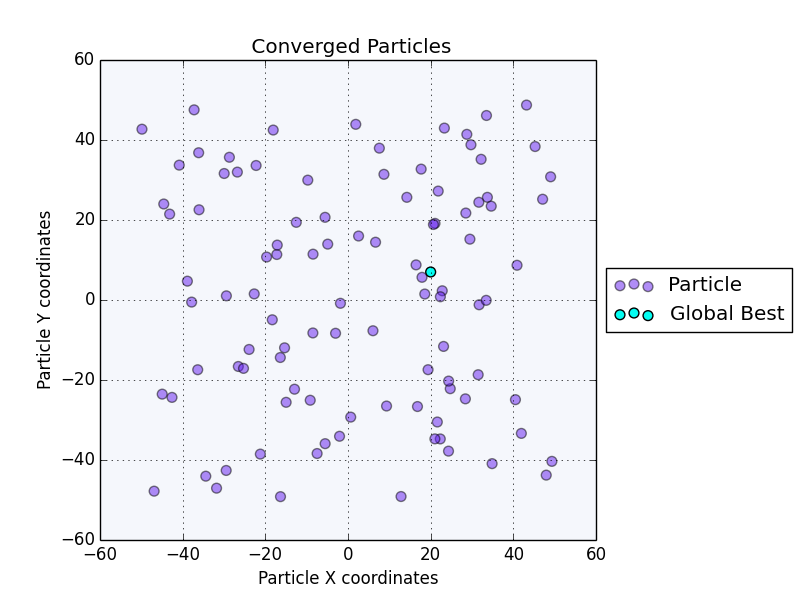 Converged Particles
60
40
20
0
−20
−40
−60
−60 −40 −20 0 20 40 60
Particle Y coordinates
Particle X coordinates
Particle
Global Best